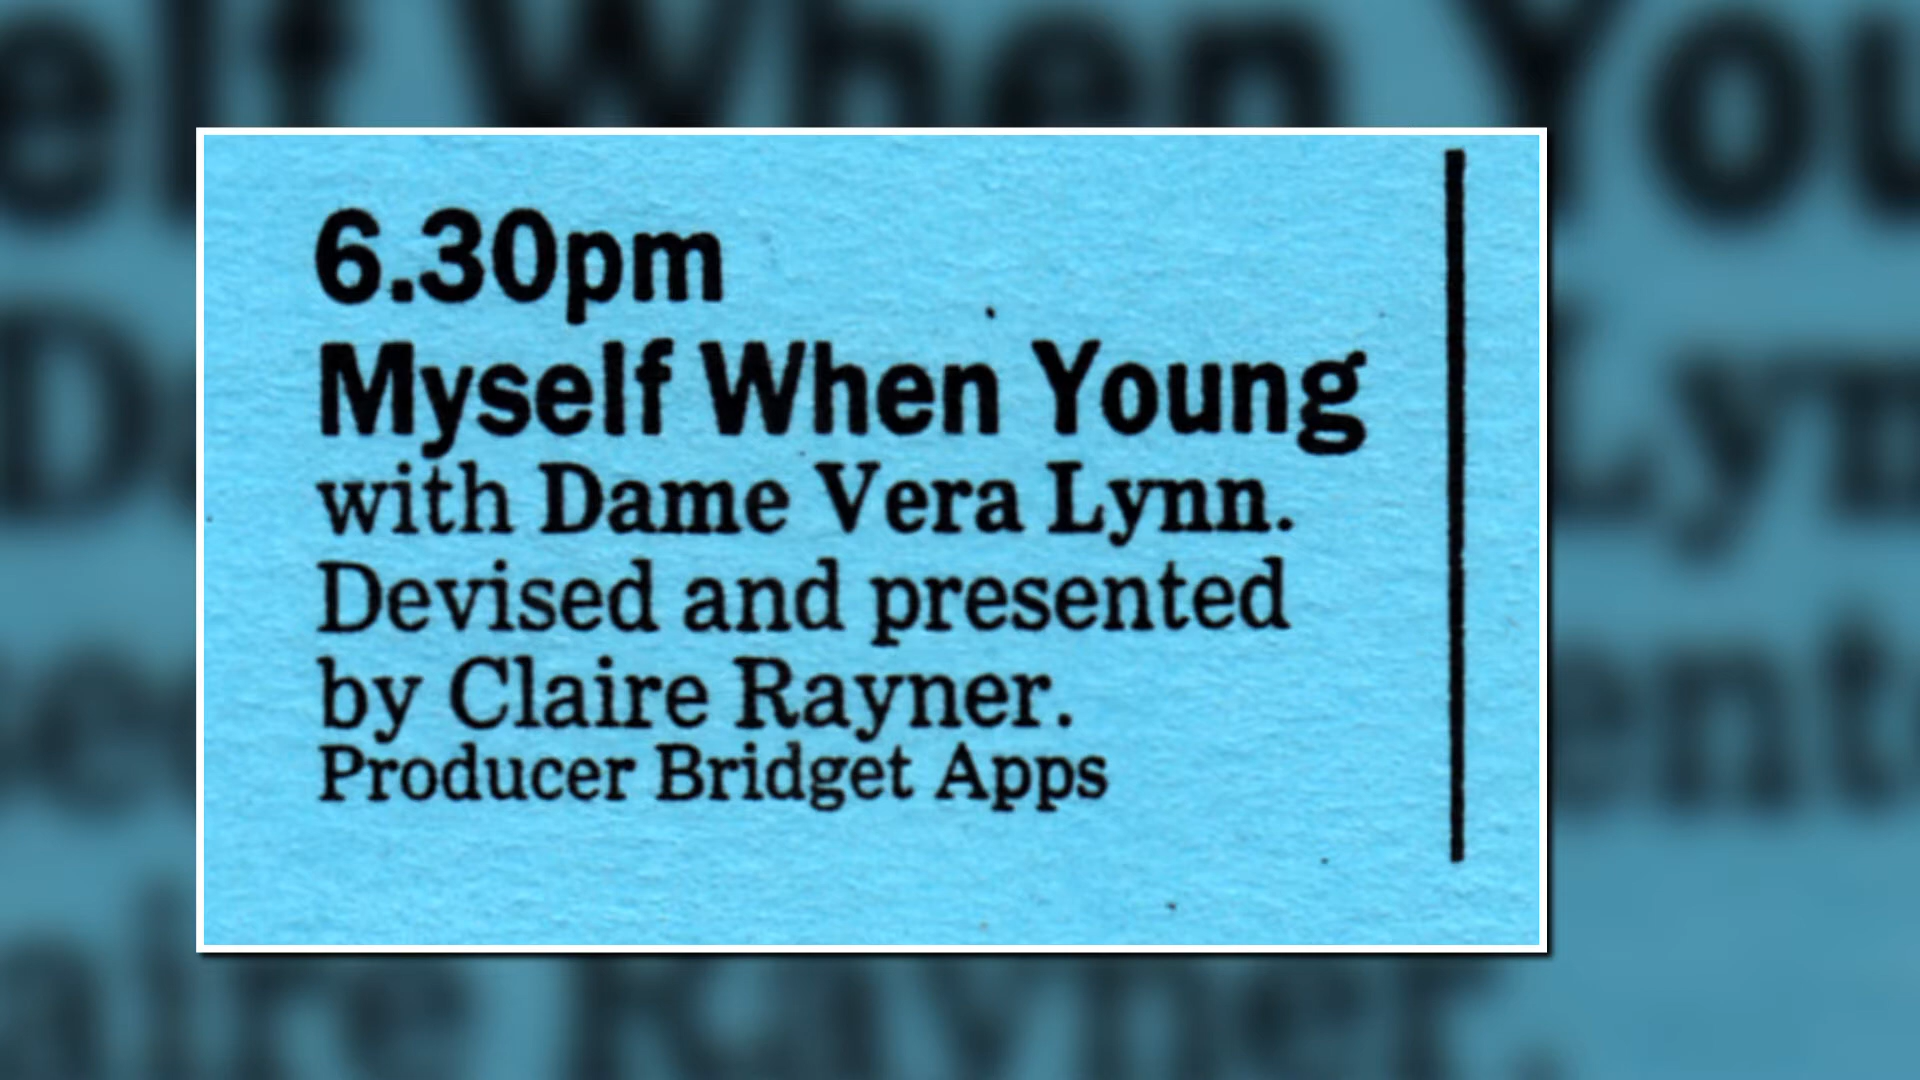 6.30pm
Myself When Young
with Dame Vera Lynn.
Devised and presented
by Claire Rayner.
Producer Bridget Apps